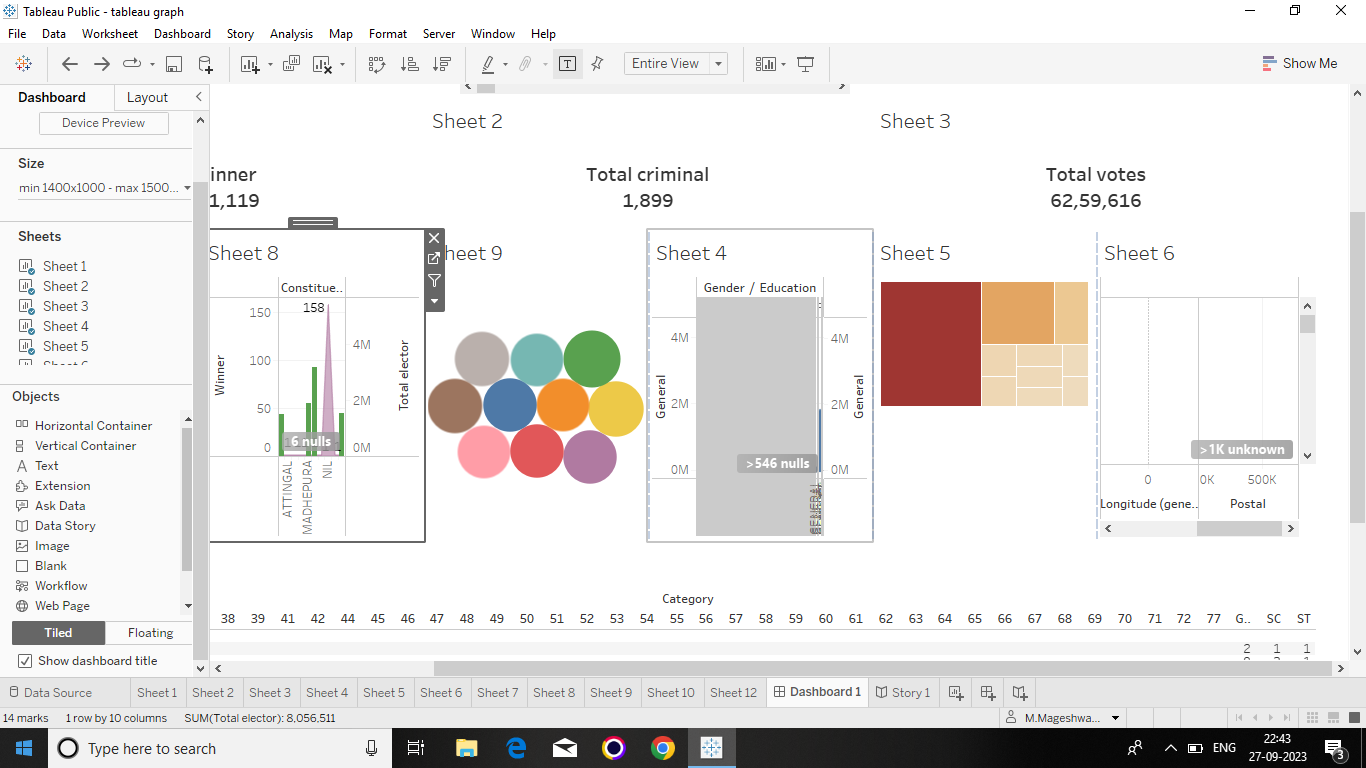 Tableau Public - tableau graph
File Data Worksheet Dashboard Story Analysis Map Format Server Window Help
Entire View
Show Me
Dashboard Layout
Device Preview
Size
min 1400x1000 - max 1500...
Sheets
Sheet 1
Sheet 2
Sheet 3
Sheet 4
Sheet 5
Objects
Horizontal Container
Vertical Container
Text
Extension
Ask Data
Data Story
Image
Blank
Workflow
Web Page
Tiled Floating
Show dashboard title
Sheet 2
Sheet 3
inner
1,119
Total criminal
1,899
Total votes
62,59,616
Sheet 8
Constitue..
158
150
100
50
0
Winner
4M
2M
0M
Total elector
6 nulls
ATTINGAL
MADHEPURA
NIL
heet 9
Sheet 4
Gender / Education
4M
2M
0M
General
4M
2M
0M
General
>546 nulls
GENERAL
Sheet 5
Sheet 6
>1K unknown
0 0K 500K
Longitude (gene.. Postal
Category
38 39 41 42 43 44 45 46 47 48 49 50 51 52 53 54 55 56 57 58 59 60 61 62 63 64 65 66 67 68 69 70 71 72 77 G.. SC ST
2 1 1
Data Source Sheet 1 Sheet 2 Sheet 3 Sheet 4 Sheet 5 Sheet 6 Sheet 7 Sheet 8 Sheet 9 Sheet 10 Sheet 12 Dashboard 1 Story 1
14 marks 1 row by 10 columns SUM(Total elector): 8,056,511
M.Mageshwa...
Type here to search
ENG
22:43
27-09-2023
3